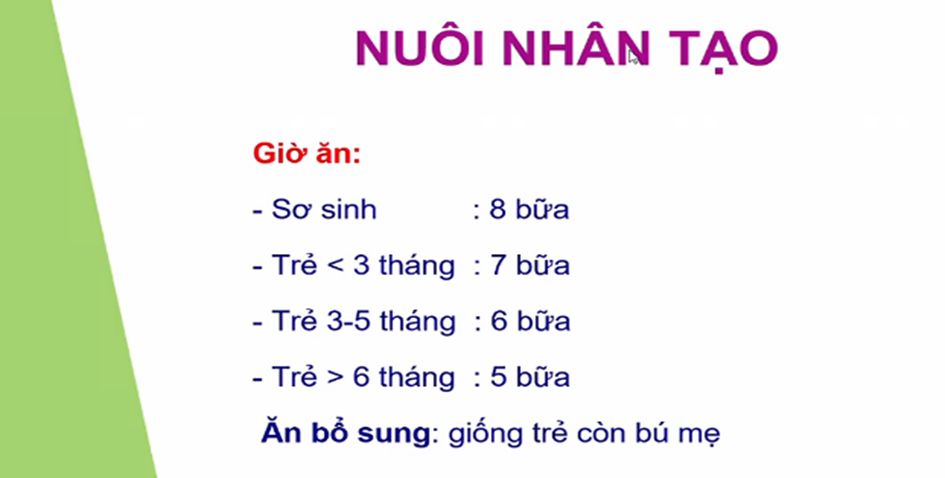 NUÔI NHÂN TẠO
Giờ ăn:
- Sơ sinh : 8 bữa
- Trẻ < 3 tháng : 7 bữa
- Trẻ 3-5 tháng : 6 bữa
- Trẻ > 6 tháng : 5 bữa
Ăn bổ sung: giống trẻ còn bú mẹ